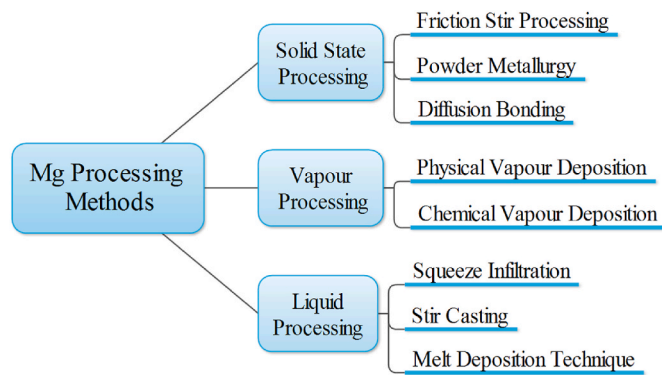 Mg Processing
Methods
Solid State
Processing
Friction Stir Processing
Powder Metallurgy
Diffusion Bonding
Vapour
Processing
Physical Vapour Deposition
Chemical Vapour Deposition
Liquid
Processing
Squeeze Infiltration
Stir Casting
Melt Deposition Technique